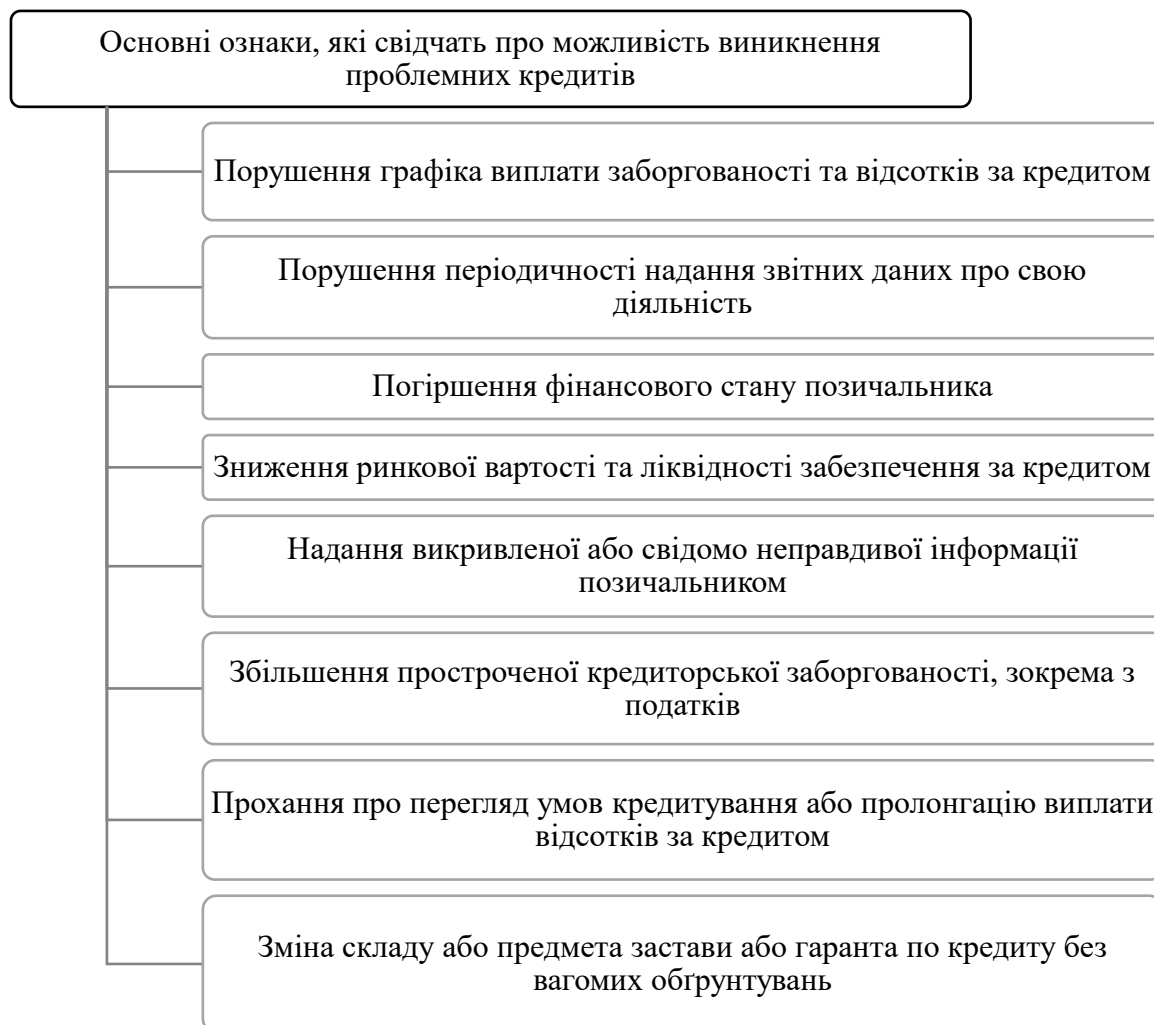 Основні ознаки, які свідчать про можливість виникнення
проблемних кредитів
Порушення графіка виплати заборгованості та відсотків за кредитом
Порушення періодичності надання звітних даних про свою
діяльність
Погіршення фінансового стану позичальника
Зниження ринкової вартості та ліквідності забезпечення за кредитом
Надання викривленої або свідомо неправдивої інформації
позичальником
Збільшення простроченої кредиторської заборгованості, зокрема з
податків
Прохання про перегляд умов кредитування або пролонгацію виплати
відсотків за кредитом
Зміна складу або предмета застави або гаранта по кредиту без
вагомих обґрунтувань